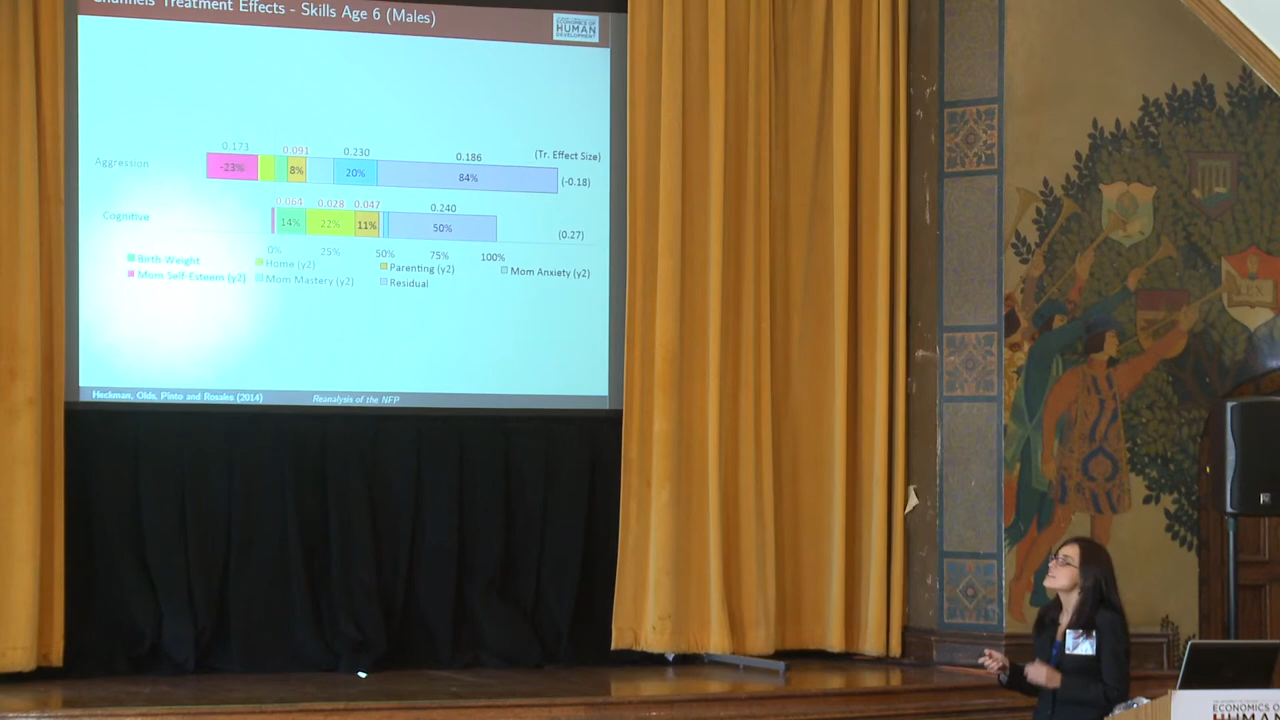 Channels Treatment Effects - Skills Age 6 (Males)
ECONOMICS OF
HUMAN
DEVELOPMENT
0.173 0.091 0.230 0.186 (Tr. Effect Size)
Aggression -23% 8% 20% 84% (-0.18)
0.064 0.028 0.047 0.240
Cognitive 14% 22% 11% 50% (0.27)
0% 25% 50% 75% 100%
Birth Weight Home (y2) Parenting (y2) Mom Anxiety (y2)
Mom Self-Esteem (y2) Mom Mastery (y2) Residual
Heckman, Olds, Pinto and Rosales (2014) Reanalysis of the NFP
ECONOMICS O
HUMAN